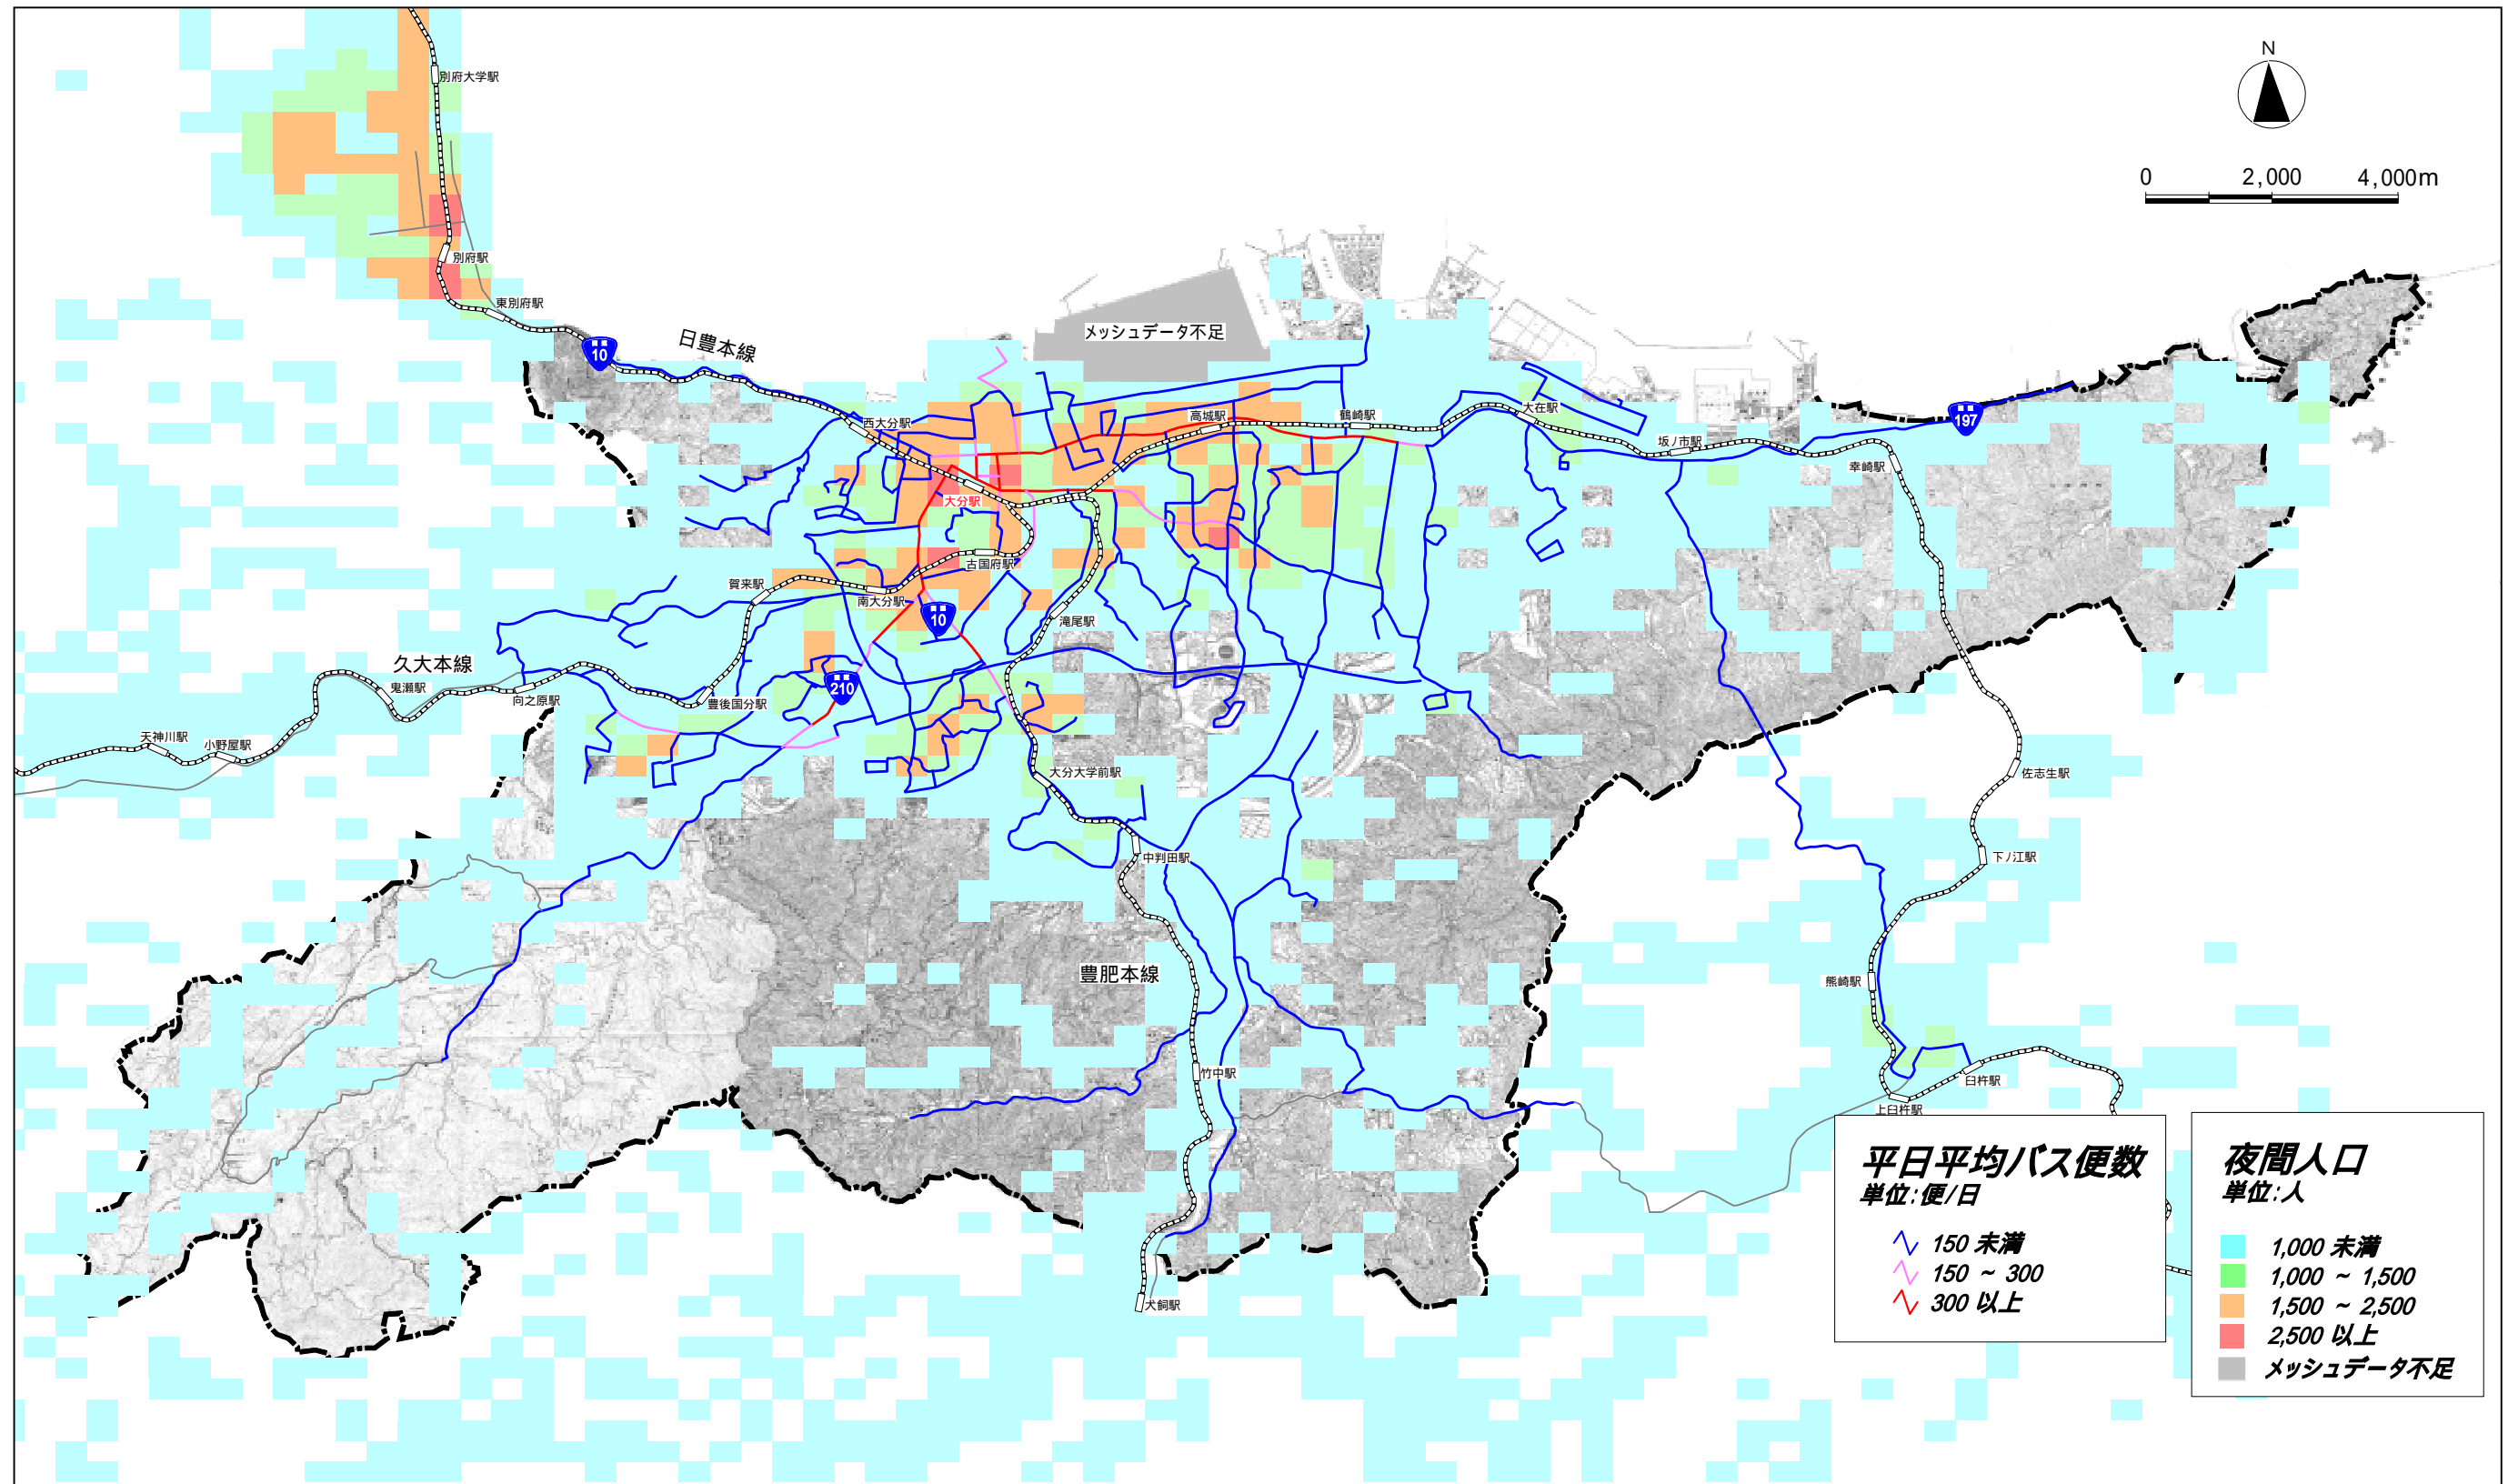 N
0 2,000 4,000m
別府大学駅
別府駅
東別府駅
10
日豊本線
メッシュデータ不足
西大分駅
高城駅
鶴崎駅
大在駅
坂ノ市駅
197
幸崎駅
大分駅
古国府駅
賀来駅
南大分駅
10
滝尾駅
久大本線
鬼瀬駅
向之原駅
豊後国分駅
210
天神川駅
小野屋駅
大分大学前駅
佐志生駅
中判田駅
下ノ江駅
豊肥本線
熊崎駅
竹中駅
臼杵駅
上臼杵駅
犬飼駅
平日平均バス便数
単位:便/日
150 未満
150 ~ 300
300 以上
夜間人口
単位:人
1,000 未満
1,000 ~ 1,500
1,500 ~ 2,500
2,500 以上
メッシュデータ不足